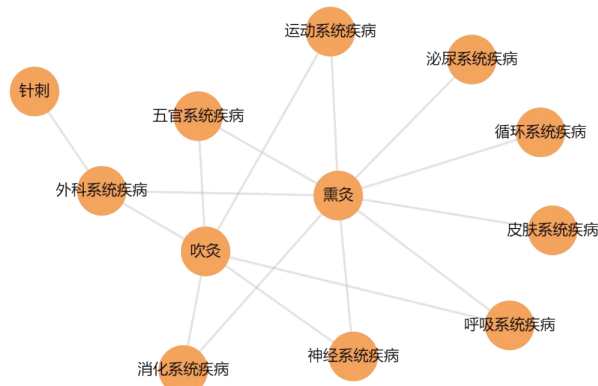 运动系统疾病
泌尿系统疾病
针刺
五官系统疾病
循环系统疾病
外科系统疾病
熏灸
皮肤系统疾病
吹灸
呼吸系统疾病
神经系统疾病
消化系统疾病